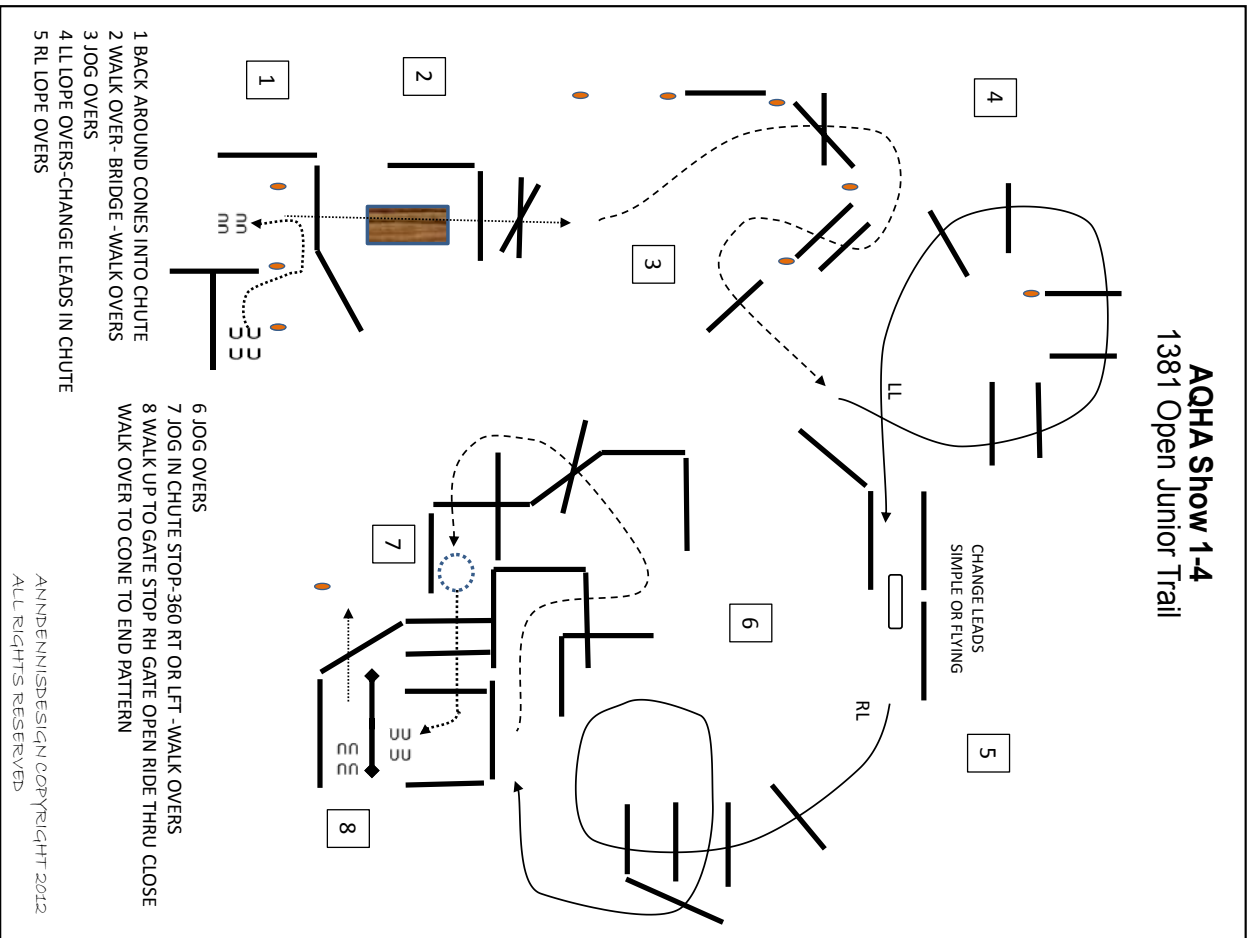 AQHA Show 1-4
1381 Open Junior Trail
4
5
CHANGE LEADS
SIMPLE OR FLYING
LL
RL
3
6
2
7
1
8
1 BACK AROUND CONES INTO CHUTE
2 WALK OVER- BRIDGE -WALK OVERS
3 JOG OVERS
4 LL LOPE OVERS-CHANGE LEADS IN CHUTE
5 RL LOPE OVERS
6 JOG OVERS
7 JOG IN CHUTE STOP-360 RT OR LFT -WALK OVERS
8 WALK UP TO GATE STOP RH GATE OPEN RIDE THRU CLOSE
WALK OVER TO CONE TO END PATTERN
ANNDENNISDESIGN COPYRIGHT 2012
ALL RIGHTS RESERVED